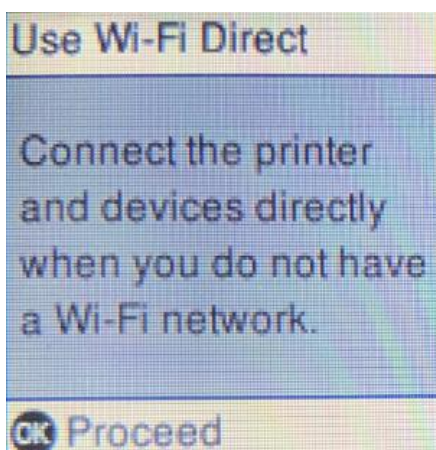 Use Wi-Fi Direct
Connect the printer
and devices directly
when you do not have
a Wi-Fi network.
OK Proceed